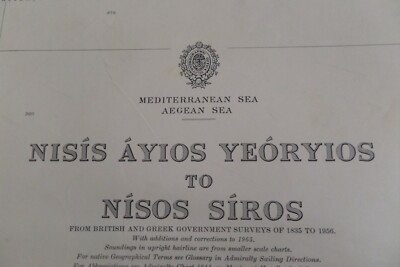 MEDITERRANEAN SEA
AEGEAN SEA
NISÍS ÁYIOS YEÓRYIOS
TO
NÍSOS SÍROS
FROM BRITISH AND GREEK GOVERNMENT SURVEYS OF 1835 TO 1956.
With additions and corrections to 1965.
Soundings in upright hairline are from smaller scale charts.
For native Geographical Terms see Glossary in Admiralty Sailing Directions.